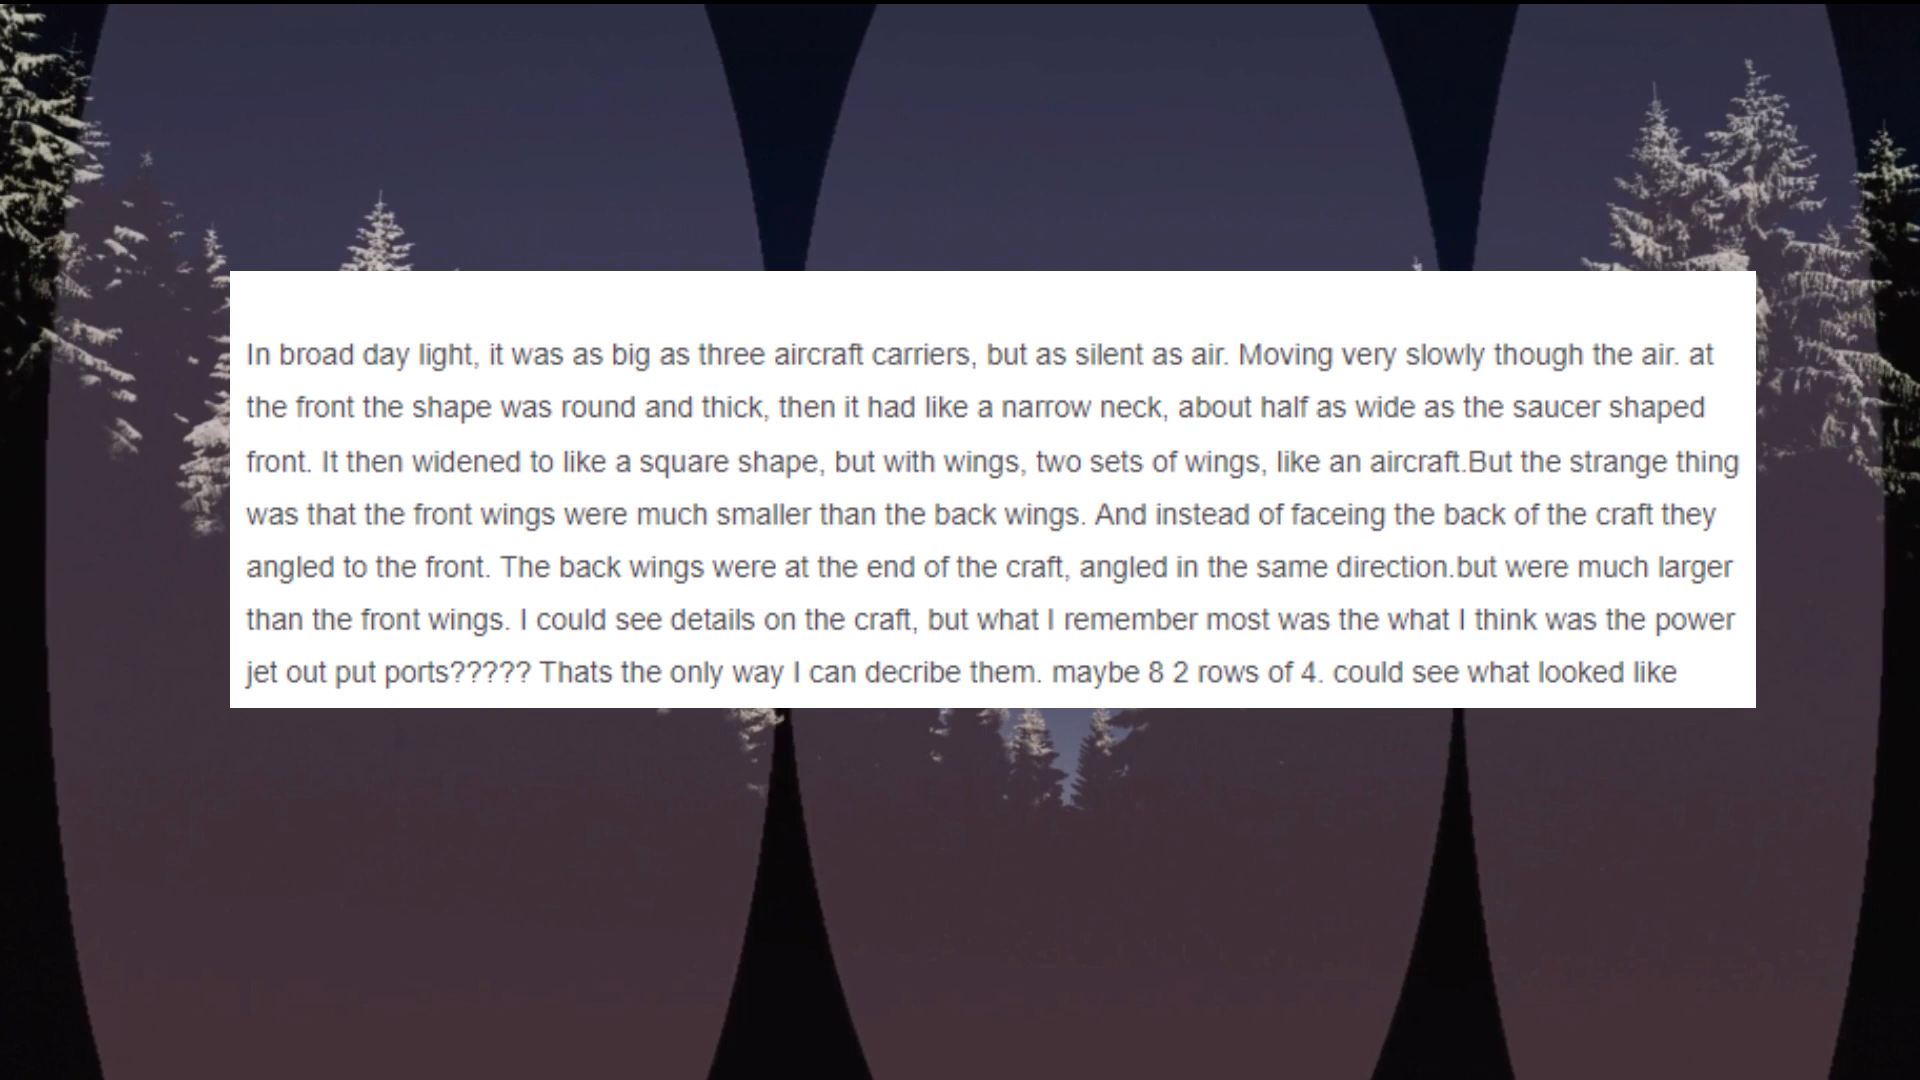 In broad day light, it was as big as three aircraft carriers, but as silent as air. Moving very slowly though the air. at
the front the shape was round and thick, then it had like a narrow neck, about half as wide as the saucer shaped
front. It then widened to like a square shape, but with wings, two sets of wings, like an aircraft.But the strange thing
was that the front wings were much smaller than the back wings. And instead of faceing the back of the craft they
angled to the front. The back wings were at the end of the craft, angled in the same direction.but were much larger
than the front wings. I could see details on the craft, but what I remember most was the what I think was the power
jet out put ports????? Thats the only way I can decribe them. maybe 8 2 rows of 4. could see what looked like